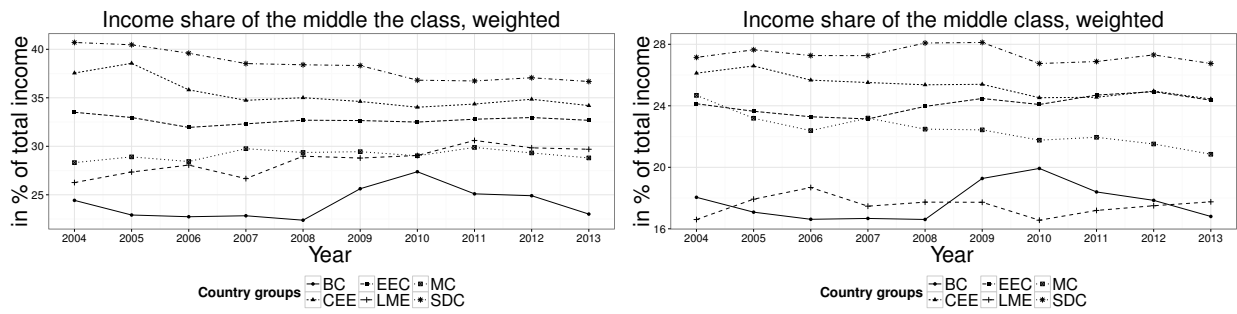 Income share of the middle the class, weighted
in % of total income
40
35
30
25
2004 2005 2006 2007 2008 2009 2010 2011 2012 2013
Year
Country groups BC EEC MC
CEE LME SDC
Income share of the middle class, weighted
in % of total income
28
24
20
16
2004 2005 2006 2007 2008 2009 2010 2011 2012 2013
Year
Country groups BC EEC MC
CEE LME SDC